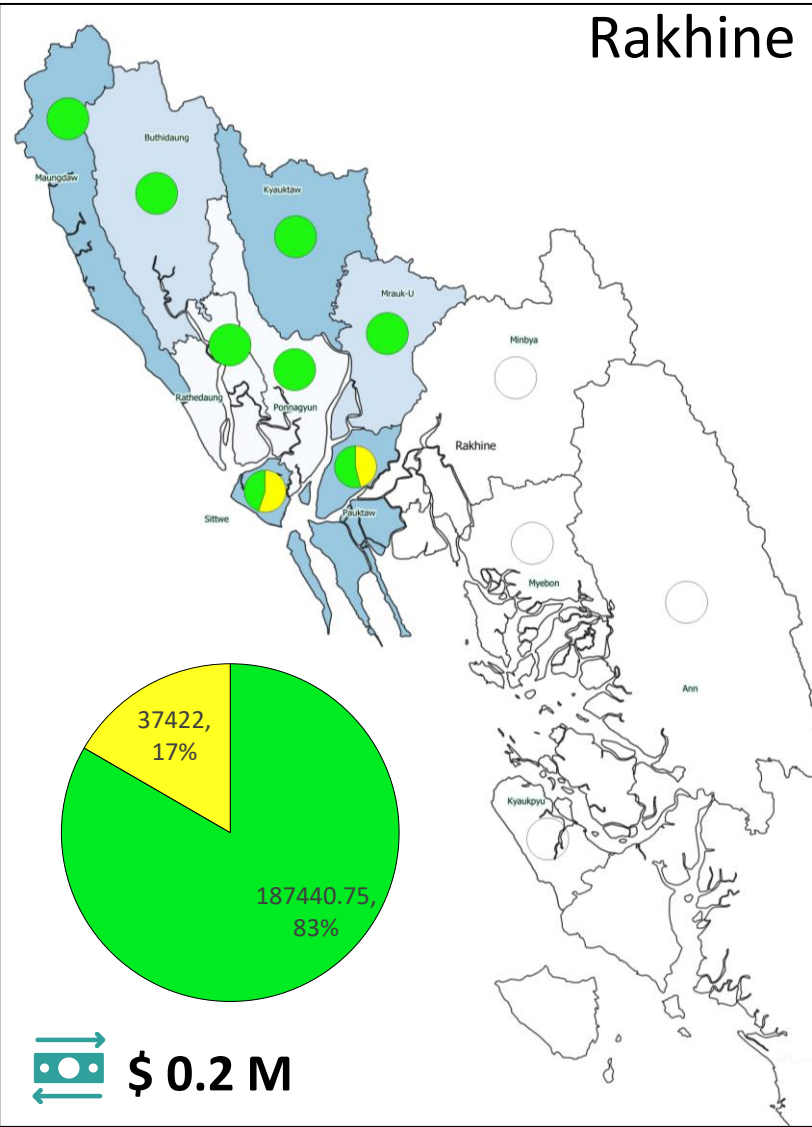 Rakhine
Buthidaung
Maungdaw
Kyauktaw
Mrauk-U
Minbya
Rathedaung
Ponnagyun
Rakhine
Sittwe
Pauktaw
Myebon
Ann
37422,
17%
Kyaukpyu
187440.75,
83%
$ 0.2 M